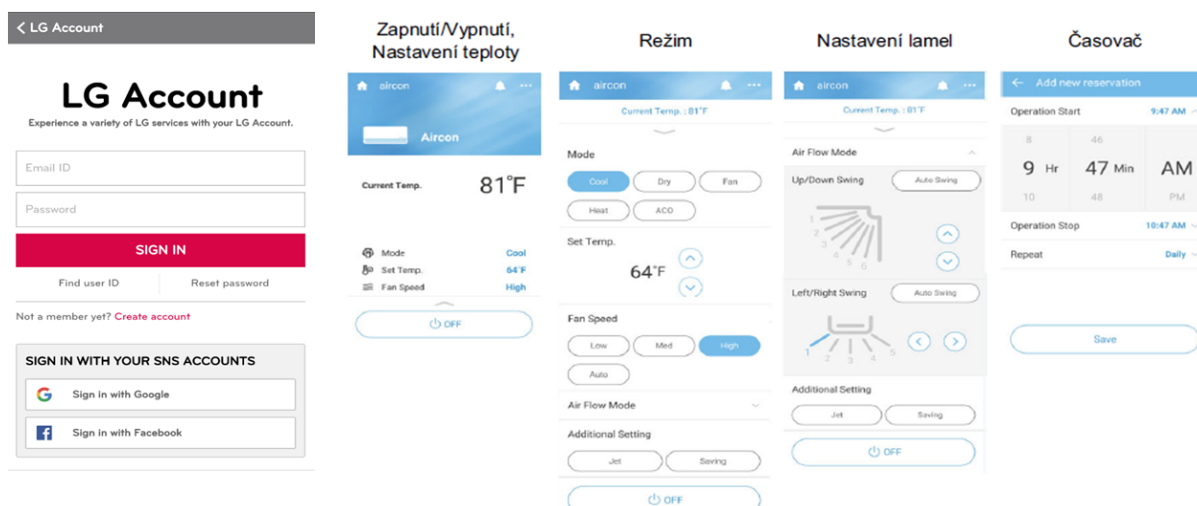 LG Account
LG Account
Experience a variety of LG services with your LG Account.
Email ID
Password
SIGN IN
Find user ID
Reset password
Not a member yet? Create account
SIGN IN WITH YOUR SNS ACCOUNTS
Sign in with Google
Sign in with Facebook
Zapnutí/Vypnutí,
Nastavení teploty
aircon
Aircon
Current Temp. 81°F
Mode Cool
Set Temp. 64°F
Fan Speed High
OFF
Režim
aircon
Current Temp. : 81°F
Mode
Cool Dry Fan
Heat ACO
Set Temp.
64°F
Fan Speed
Low Med High
Auto
Air Flow Mode
Additional Setting
Jet Saving
OFF
Nastavení lamel
aircon
Current Temp. : 81°F
Air Flow Mode
Up/Down Swing Auto Swing
1
2
3
4 5 6
Left/Right Swing Auto Swing
1 2 3 4 5
Additional Setting
Jet Saving
OFF
Časovač
Add new reservation
Operation Start 9:47 AM
8 46
9 Hr 47 Min AM
10 48 PM
Operation Stop 10:47 AM
Repeat Daily
Save